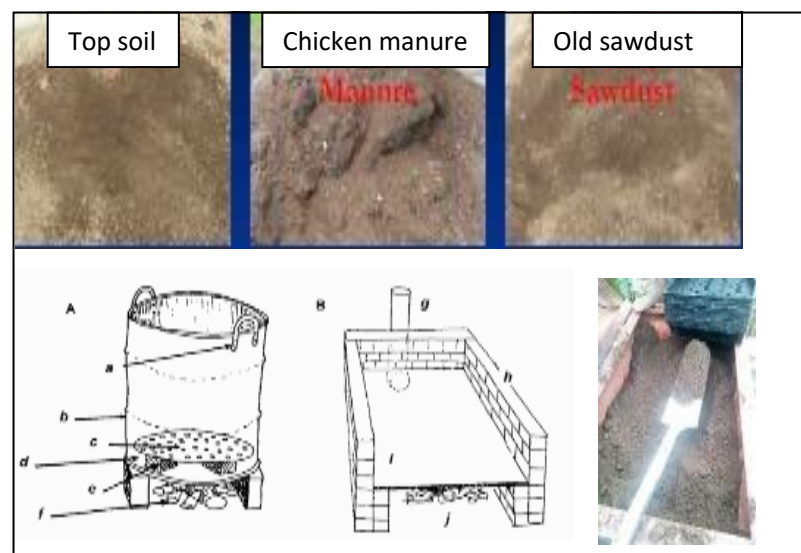 Top soil
Chicken manure
Old sawdust
Manure
Sawdust
A
B
g
a
h
b
c
d
i
e
f
j